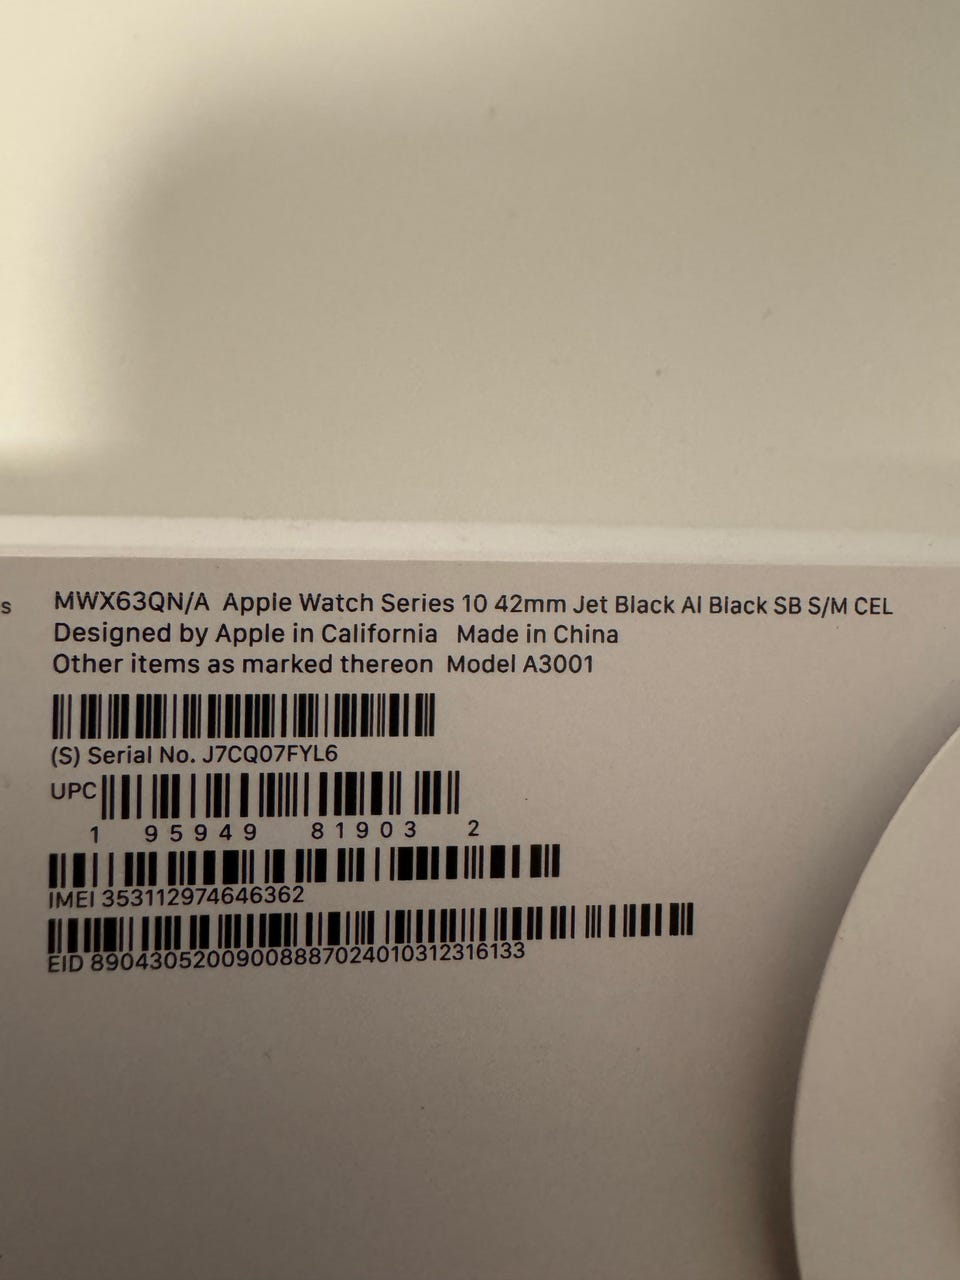 s
MWX63QN/A Apple Watch Series 10 42mm Jet Black Al Black SB S/M CEL
Designed by Apple in California Made in China
Other items as marked thereon Model A3001
(S) Serial No. J7CQ07FYL6
UPC
1 95949 81903 2
IMEI 353112974646362
EID 89043052009008887024010312316133